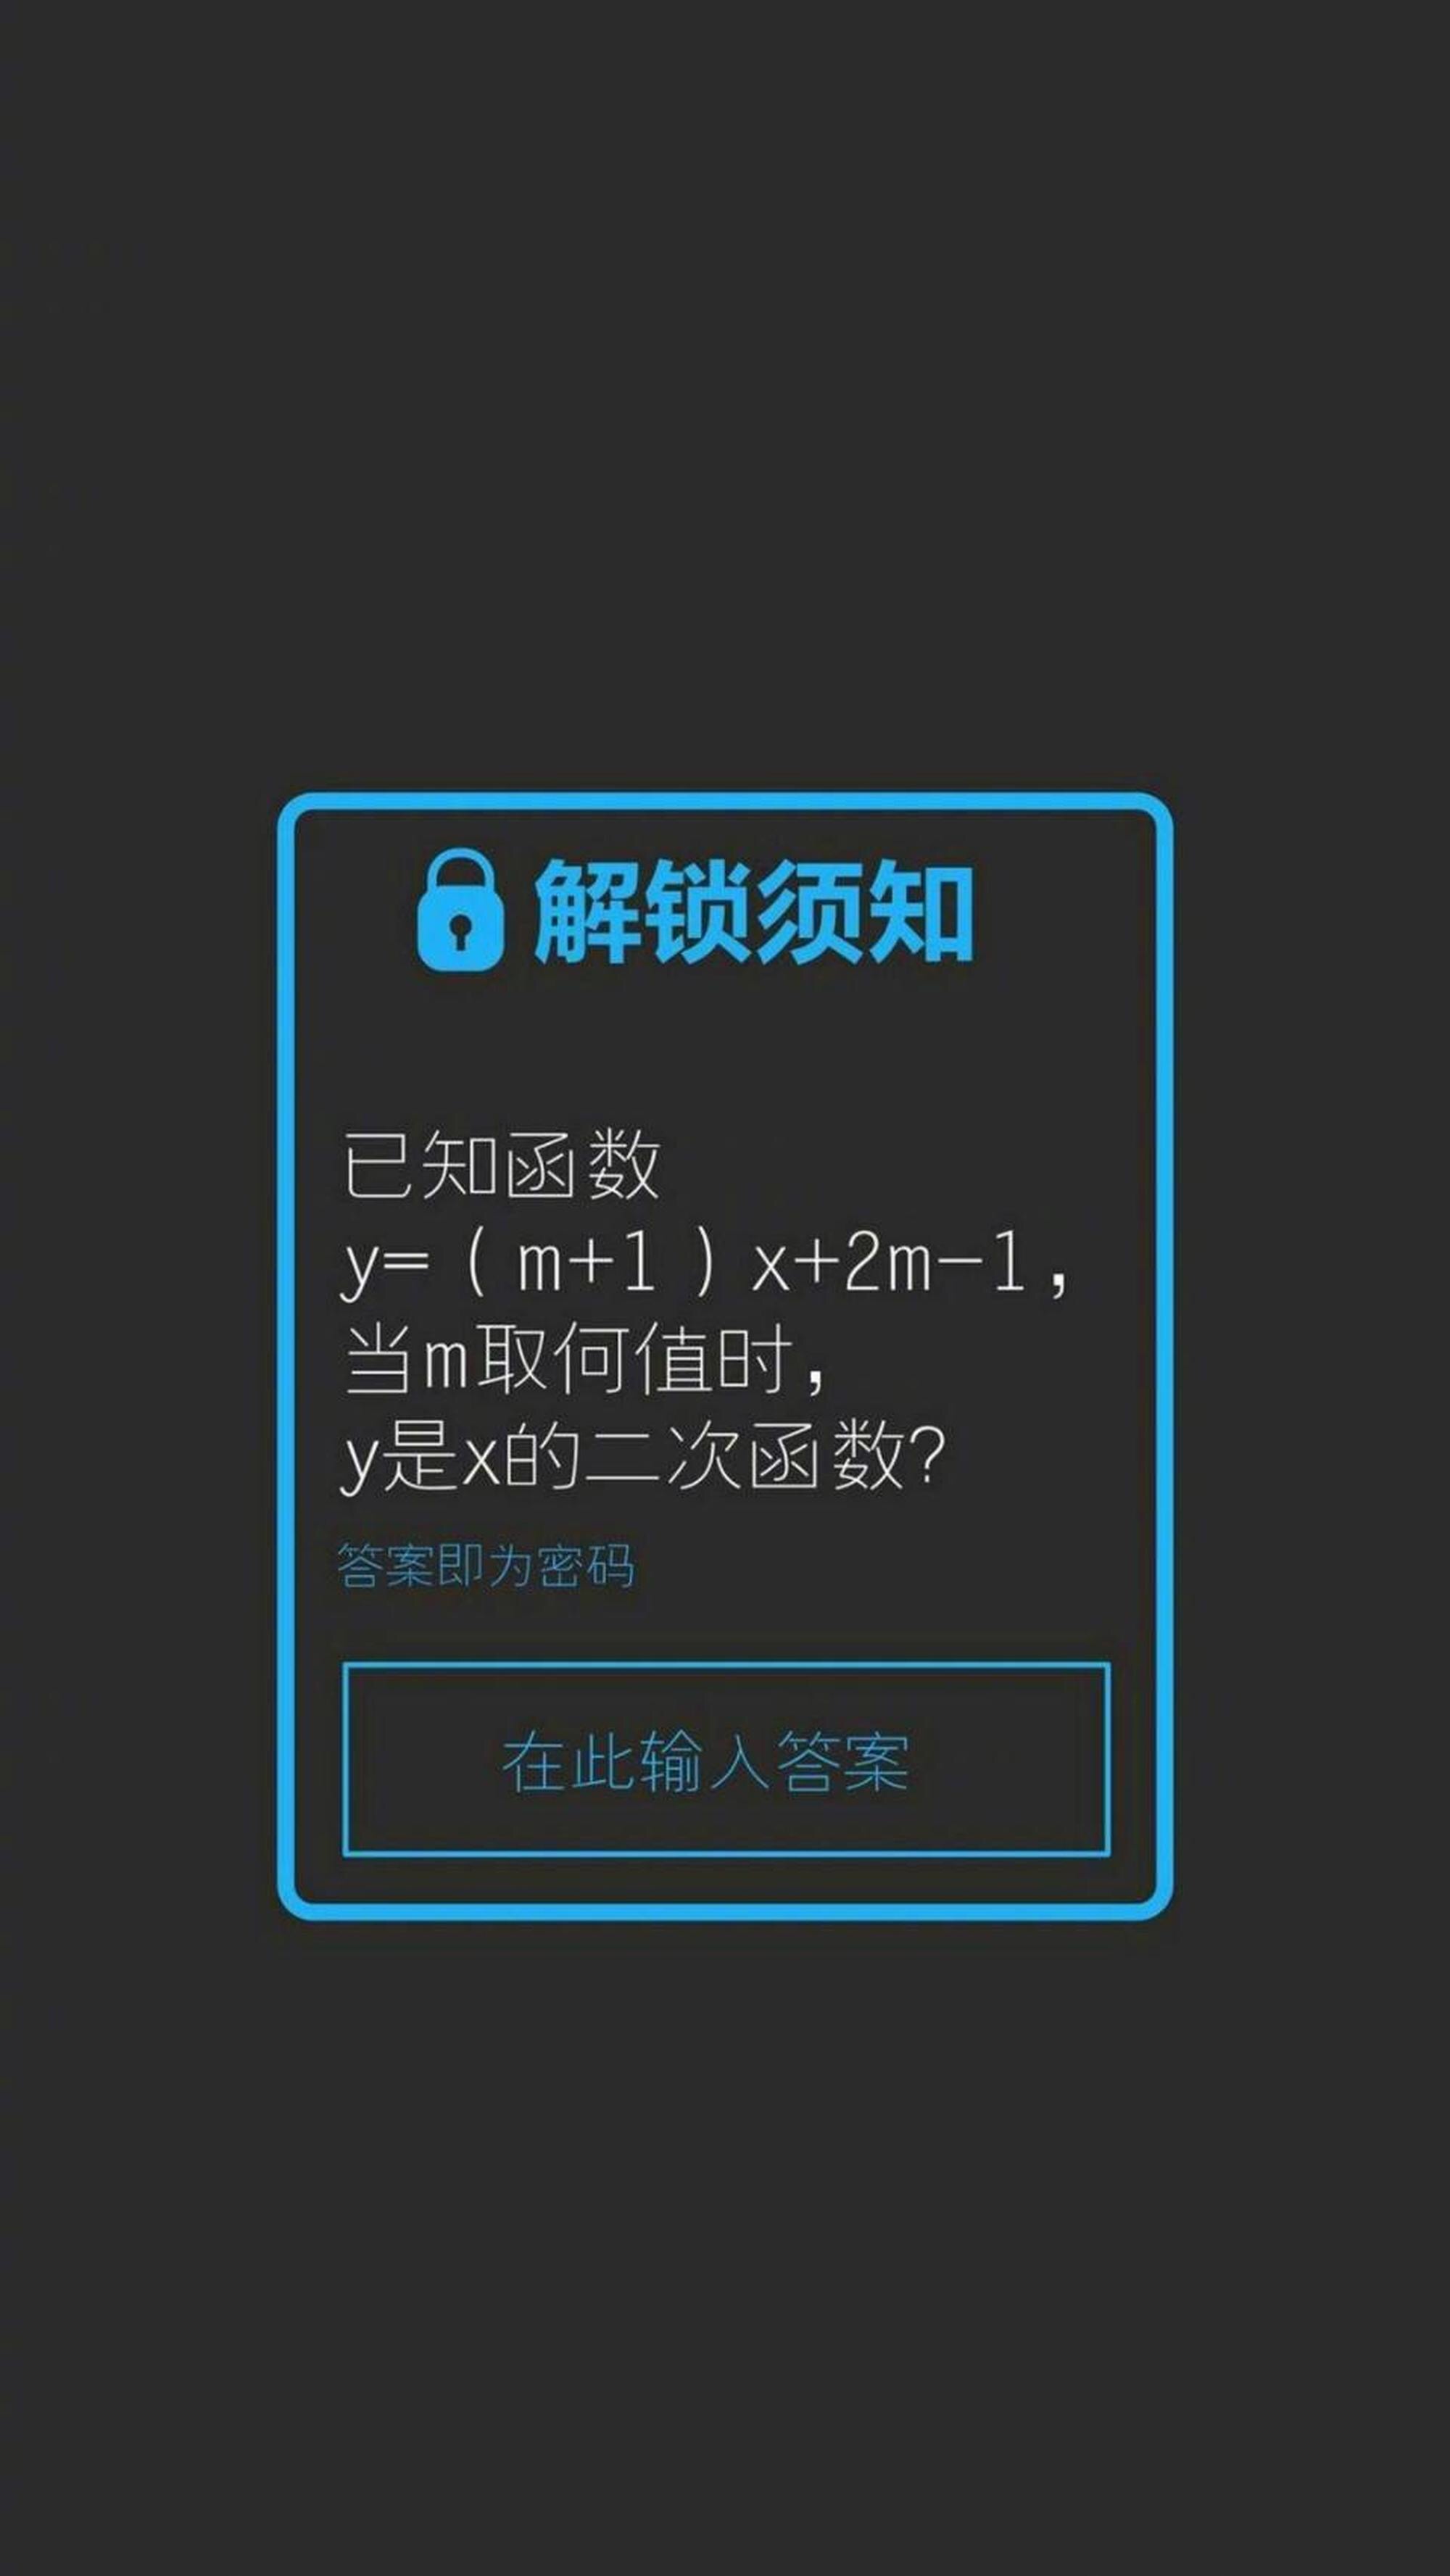 解锁须知
已知函数
y=（m+1）x+2m-1,
当m取何值时,
y是x的二次函数?
答案即为密码
在此输入答案